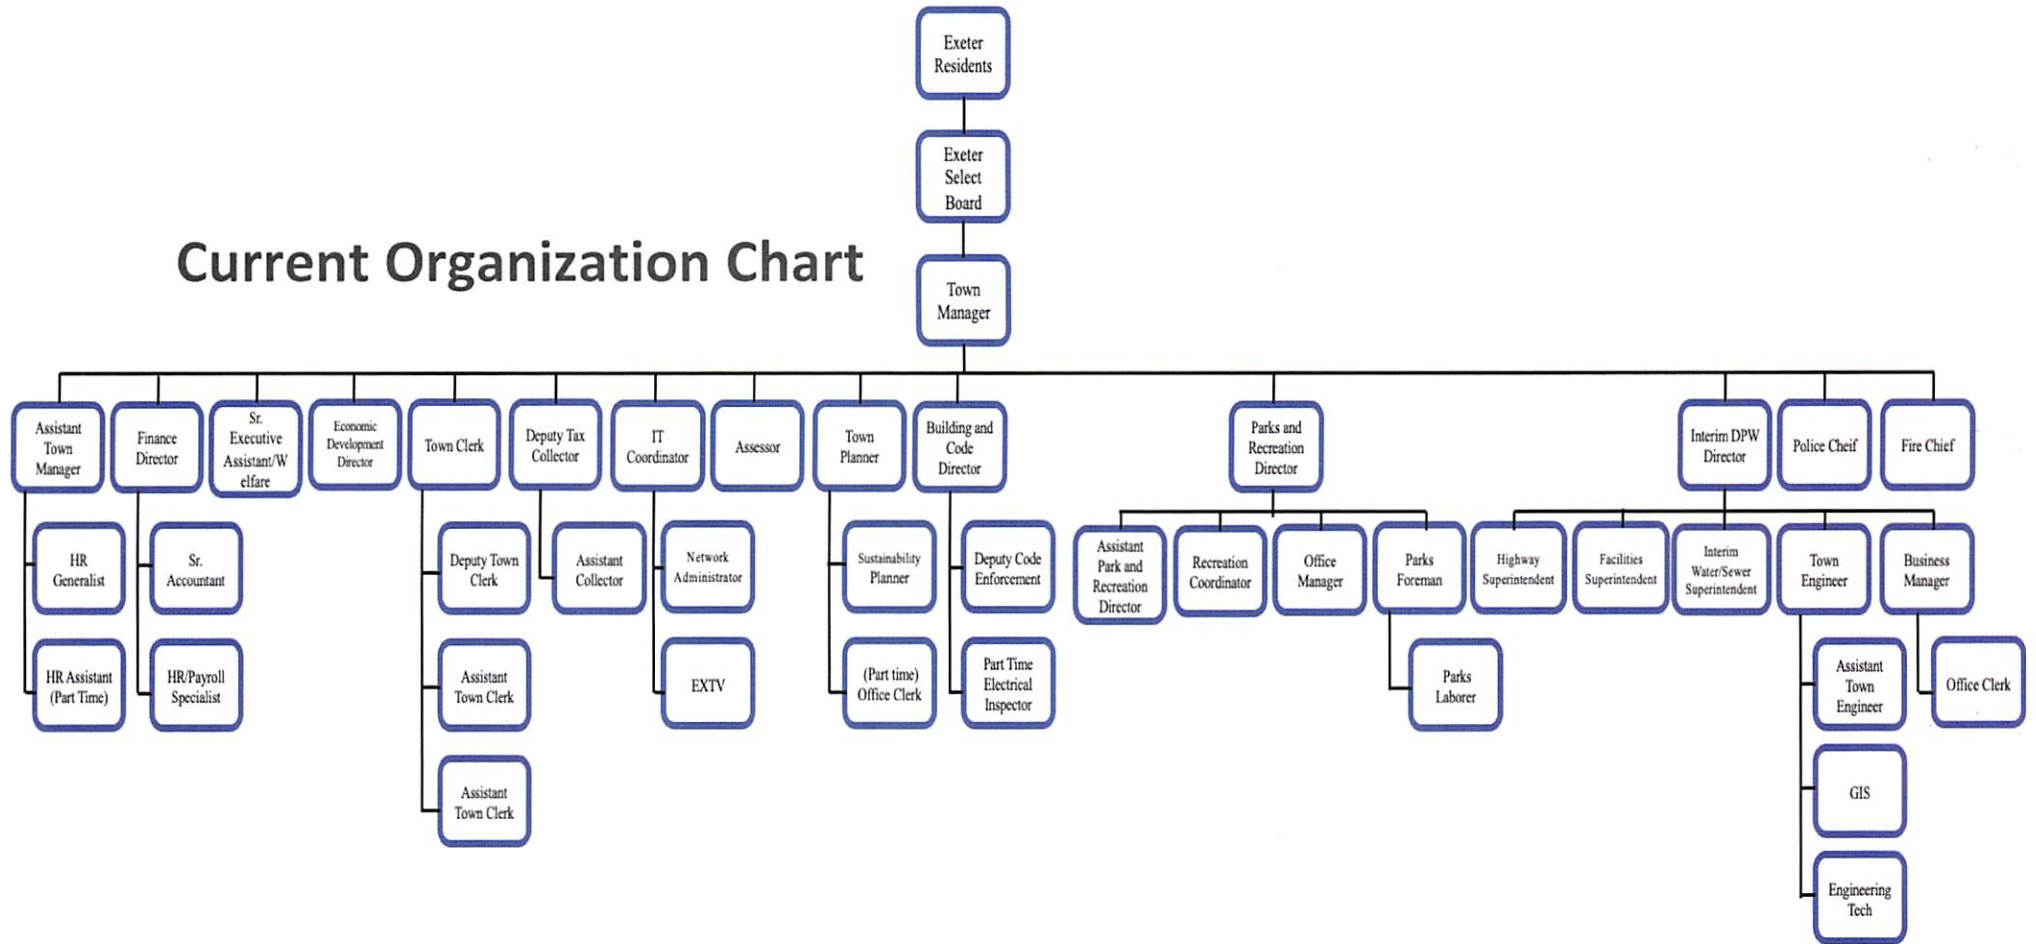 Exeter
Residents
Exeter
Select
Board
Current Organization Chart
Town
Manager
Assistant
Town
Manager
Finance
Director
Sr.
Executive
Assistant/W
elfare
Economic
Development
Director
Town Clerk
Deputy Tax
Collector
IT
Coordinator
Assessor
Town
Planner
Building and
Code
Director
Parks and
Recreation
Director
Interim DPW
Director
Police Cheif
Fire Chief
HR
Generalist
Sr.
Accountant
Deputy Town
Clerk
Assistant
Collector
Network
Administrator
Sustainability
Planner
Deputy Code
Enforcement
Assistant
Park and
Recreation
Director
Recreation
Coordinator
Office
Manager
Parks
Foreman
Highway
Superintendent
Facilities
Superintendent
Interim
Water/Sewer
Superintendent
Town
Engineer
Business
Manager
HR Assistant
(Part Time)
HR/Payroll
Specialist
Assistant
Town Clerk
EXTV
(Part time)
Office Clerk
Part Time
Electrical
Inspector
Parks
Laborer
Assistant
Town
Engineer
Office Clerk
Assistant
Town Clerk
GIS
Engineering
Tech